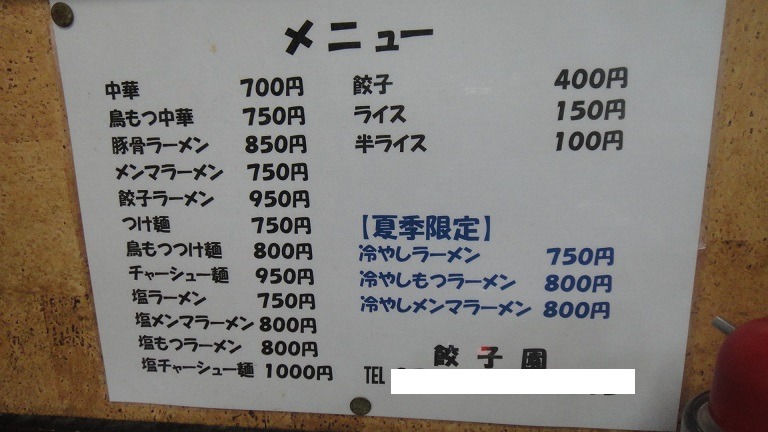 メニュー
中華 700円
鳥もつ中華 750円
豚骨ラーメン 850円
メンマラーメン 750円
餃子ラーメン 950円
つけ麺 750円
鳥もつつけ麺 800円
チャーシュー麺 950円
塩ラーメン 750円
塩メンマラーメン 800円
塩もつラーメン 800円
塩チャーシュー麺 1000円
餃子 400円
ライス 150円
半ライス 100円
【夏季限定】
冷やしラーメン 750円
冷やしもつラーメン 800円
冷やしメンマラーメン 800円
餃子園
TEL